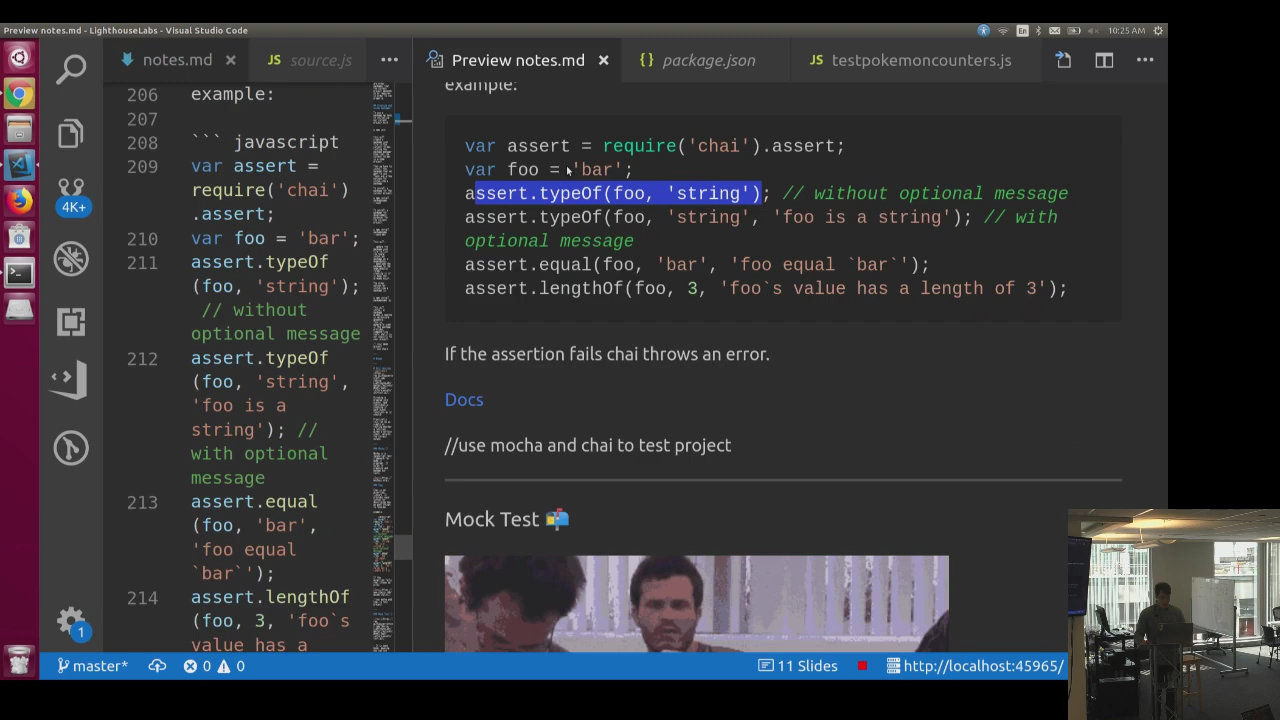 Preview notes.md - LighthouseLabs - Visual Studio Code
En
10:25 AM
notes.md
JS source.js
Preview notes.md
{} package.json
JS testpokemoncounters.js
4K+
1
206 example:
207
208 ``` javascript
209 var assert =
require('chai')
.assert;
210 var foo = 'bar';
211 assert.typeOf
(foo, 'string');
// without
optional message
212 assert.typeOf
(foo, 'string',
'foo is a
string'); //
with optional
message
213 assert.equal
(foo, 'bar',
'foo equal
`bar`');
214 assert.lengthOf
(foo, 3, 'foo`s
value has a
example:
var assert = require('chai').assert;
var foo = 'bar';
assert.typeOf(foo, 'string'); // without optional message
assert.typeOf(foo, 'string', 'foo is a string'); // with
optional message
assert.equal(foo, 'bar', 'foo equal `bar`');
assert.lengthOf(foo, 3, 'foo`s value has a length of 3');
If the assertion fails chai throws an error.
Docs
//use mocha and chai to test project
Mock Test
master*
0
0
11 Slides
http://localhost:45965/